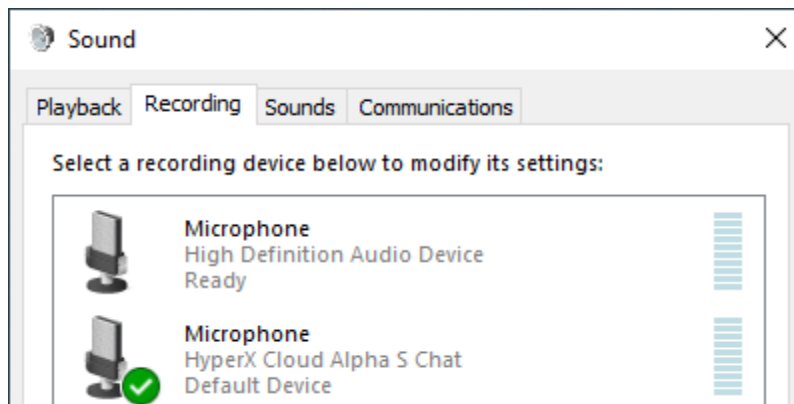 Sound
Playback Recording Sounds Communications
Select a recording device below to modify its settings:
Microphone
High Definition Audio Device
Ready
Microphone
HyperX Cloud Alpha S Chat
Default Device